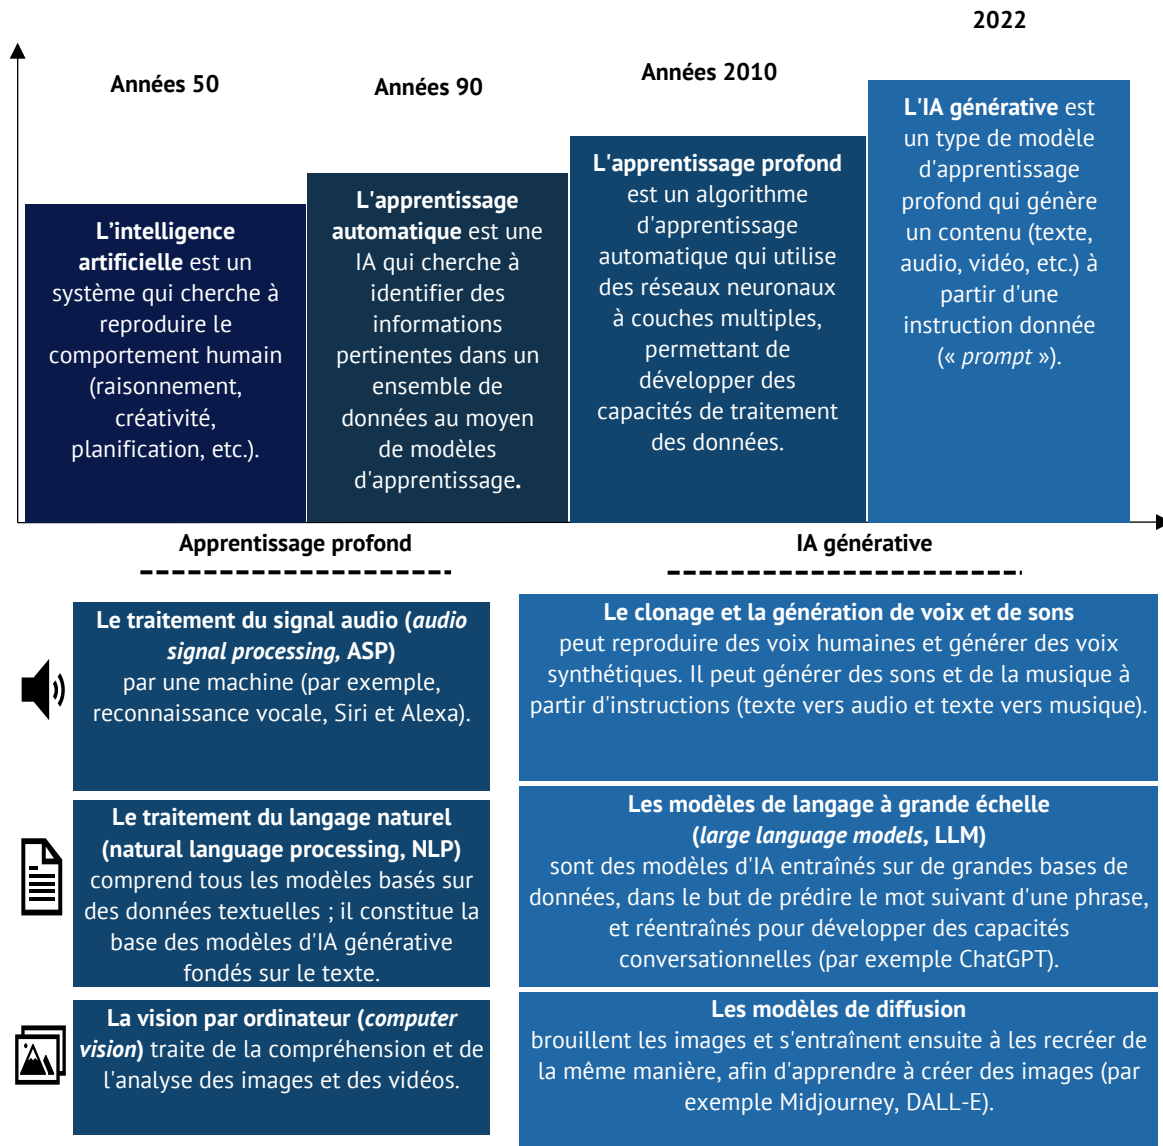 2022
Années 50
Années 90
Années 2010
L’intelligence
artificielle est un
système qui cherche à
reproduire le
comportement humain
(raisonnement,
créativité,
planification, etc.).
L'apprentissage
automatique est une
IA qui cherche à
identifier des
informations
pertinentes dans un
ensemble de
données au moyen
de modèles
d'apprentissage.
L'apprentissage profond
est un algorithme
d'apprentissage
automatique qui utilise
des réseaux neuronaux
à couches multiples,
permettant de
développer des
capacités de traitement
des données.
L'IA générative est
un type de modèle
d'apprentissage
profond qui génère
un contenu (texte,
audio, vidéo, etc.) à
partir d'une
instruction donnée
(« prompt »).
Apprentissage profond
IA générative
Le traitement du signal audio (audio
signal processing, ASP)
par une machine (par exemple,
reconnaissance vocale, Siri et Alexa).
Le clonage et la génération de voix et de sons
peut reproduire des voix humaines et générer des voix
synthétiques. Il peut générer des sons et de la musique à
partir d'instructions (texte vers audio et texte vers musique).
Le traitement du langage naturel
(natural language processing, NLP)
comprend tous les modèles basés sur
des données textuelles ; il constitue la
base des modèles d'IA générative
fondés sur le texte.
Les modèles de langage à grande échelle
(large language models, LLM)
sont des modèles d'IA entraînés sur de grandes bases de
données, dans le but de prédire le mot suivant d'une phrase,
et réentraînés pour développer des capacités
conversationnelles (par exemple ChatGPT).
La vision par ordinateur (computer
vision) traite de la compréhension et de
l'analyse des images et des vidéos.
Les modèles de diffusion
brouillent les images et s'entraînent ensuite à les recréer de
la même manière, afin d'apprendre à créer des images (par
exemple Midjourney, DALL-E).